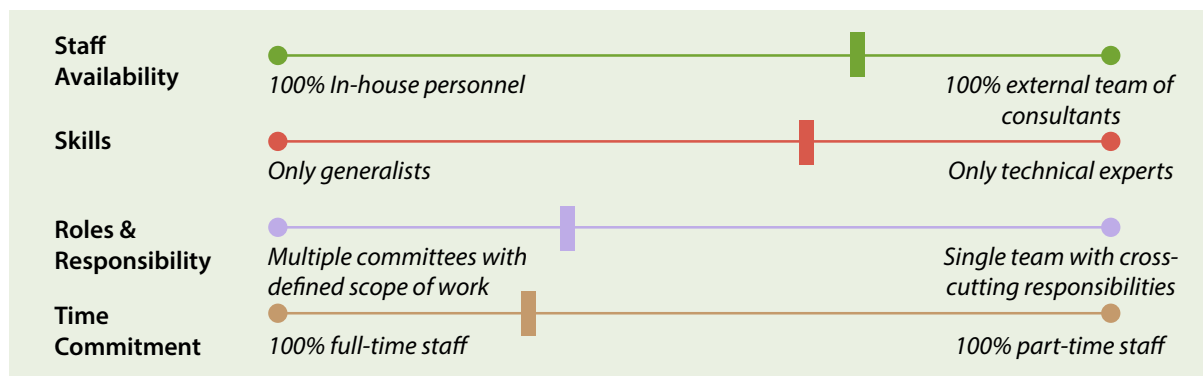 Staff
Availability
100% In-house personnel
100% external team of
consultants
Skills
Only generalists
Only technical experts
Roles &
Responsibility
Multiple committees with
defined scope of work
Single team with cross-
cutting responsibilities
Time
Commitment
100% full-time staff
100% part-time staff